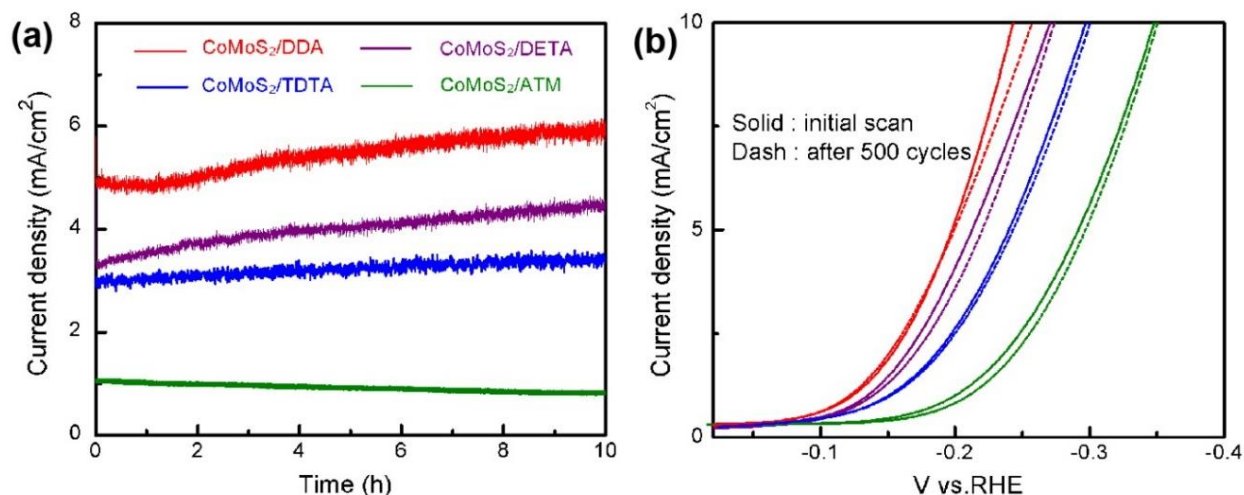 (a)
8
6
4
2
0
Current density (mA/cm²)
CoMoS₂/DDA
CoMoS₂/DETA
CoMoS₂/TDTA
CoMoS₂/ATM
0 2 4 6 8 10
Time (h)
(b)
10
5
0
Current density (mA/cm²)
Solid : initial scan
Dash : after 500 cycles
-0.1 -0.2 -0.3 -0.4
V vs.RHE